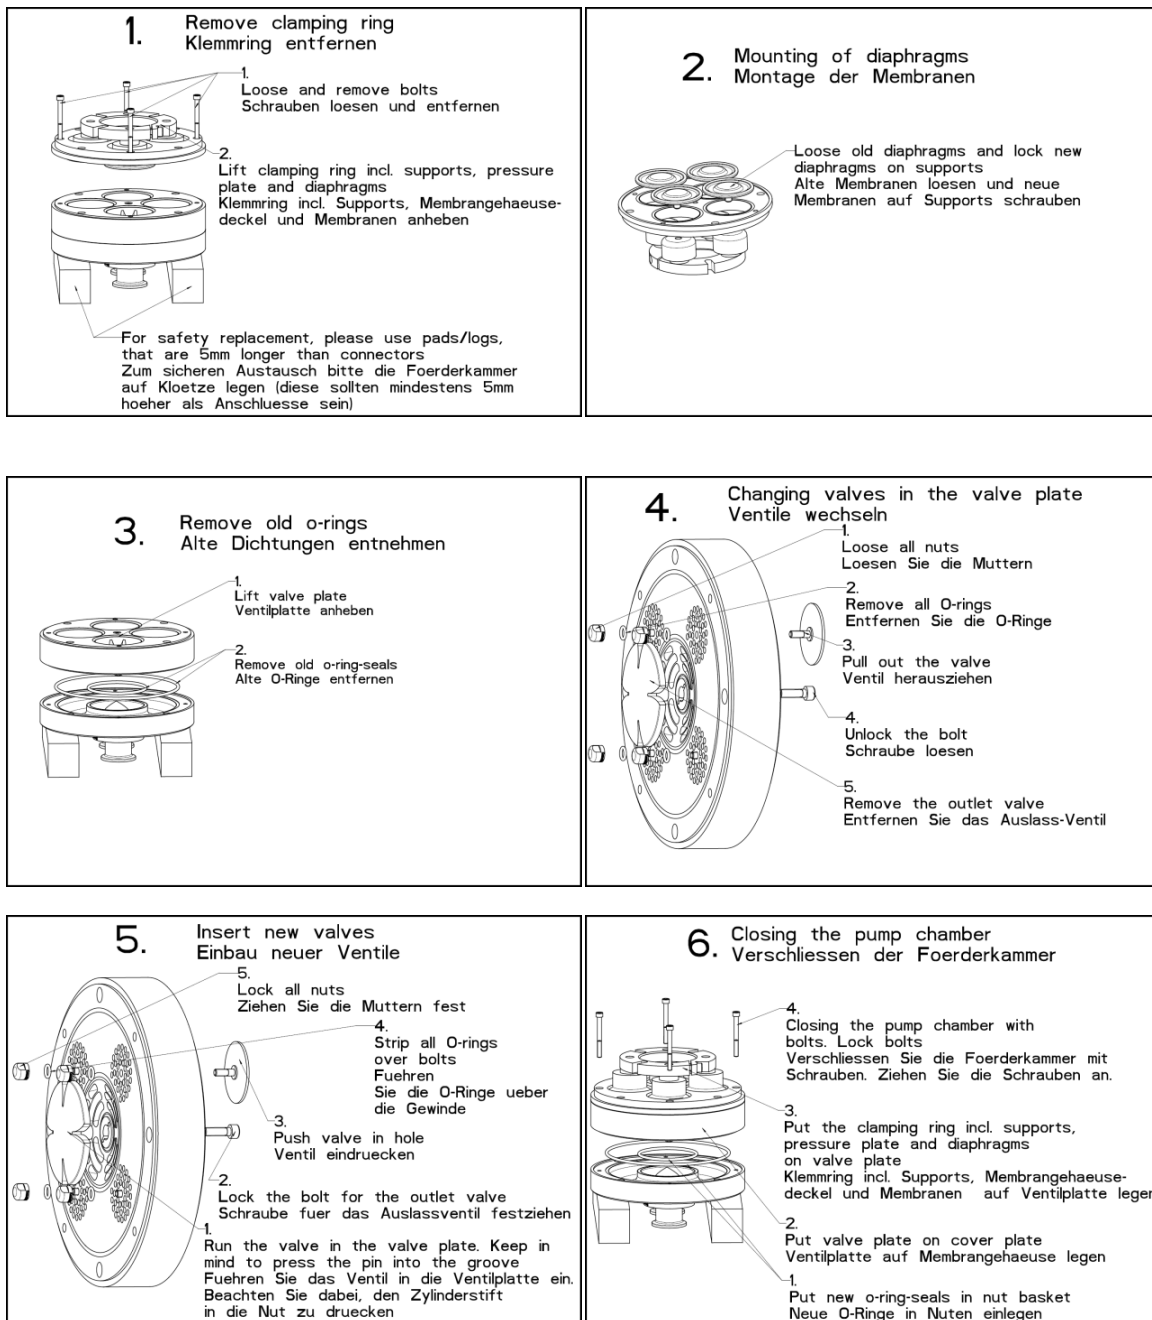 1.
Remove clamping ring
Klemmring entfernen
1.
Loose and remove bolts
Schrauben loesen und entfernen
2.
Lift clamping ring incl. supports, pressure
plate and diaphragms
Klemmring incl. Supports, Membrangehaeuse-
deckel und Membranen anheben
For safety replacement, please use pads/logs,
that are 5mm longer than connectors
Zum sicheren Austausch bitte die Foerderkammer
auf Kloetze legen (diese sollten mindestens 5mm
hoeher als Anschluesse sein)
2.
Mounting of diaphragms
Montage der Membranen
Loose old diaphragms and lock new
diaphragms on supports
Alte Membranen loesen und neue
Membranen auf Supports schrauben
3.
Remove old o-rings
Alte Dichtungen entnehmen
1.
Lift valve plate
Ventilplatte anheben
2.
Remove old o-ring-seals
Alte O-Ringe entfernen
4.
Changing valves in the valve plate
Ventile wechseln
1.
Loose all nuts
Loesen Sie die Muttern
2.
Remove all O-rings
Entfernen Sie die O-Ringe
3.
Pull out the valve
Ventil herausziehen
4.
Unlock the bolt
Schraube loesen
5.
Remove the outlet valve
Entfernen Sie das Auslass-Ventil
5.
Insert new valves
Einbau neuer Ventile
5.
Lock all nuts
Ziehen Sie die Muttern fest
4.
Strip all O-rings
over bolts
Fuehren
Sie die O-Ringe ueber
die Gewinde
3.
Push valve in hole
Ventil eindruecken
2.
Lock the bolt for the outlet valve
Schraube fuer das Auslassventil festziehen
1.
Run the valve in the valve plate. Keep in
mind to press the pin into the groove
Fuehren Sie das Ventil in die Ventilplatte ein.
Beachten Sie dabei, den Zylinderstift
in die Nut zu druecken
6.
Closing the pump chamber
Verschliessen der Foerderkammer
4.
Closing the pump chamber with
bolts. Lock bolts
Verschliessen Sie die Foerderkammer mit
Schrauben. Ziehen Sie die Schrauben an.
3.
Put the clamping ring incl. supports,
pressure plate and diaphragms
on valve plate
Klemmring incl. Supports, Membrangehaeuse-
deckel und Membranen auf Ventilplatte legen
2.
Put valve plate on cover plate
Ventilplatte auf Membrangehaeuse legen
1.
Put new o-ring-seals in nut basket
Neue O-Ringe in Nuten einlegen